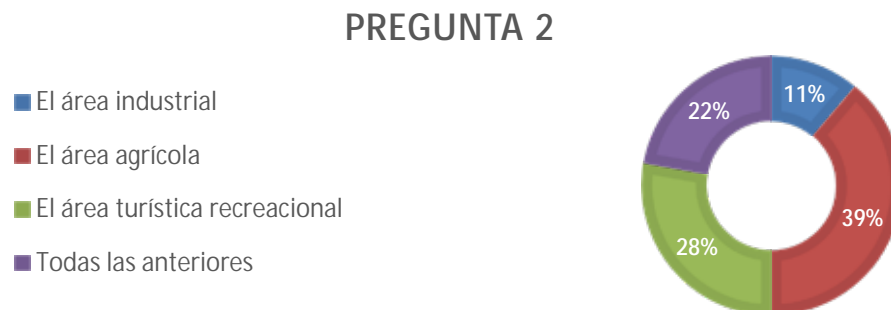 PREGUNTA 2
El área industrial
El área agrícola
El área turística recreacional
Todas las anteriores
11%
39%
28%
22%